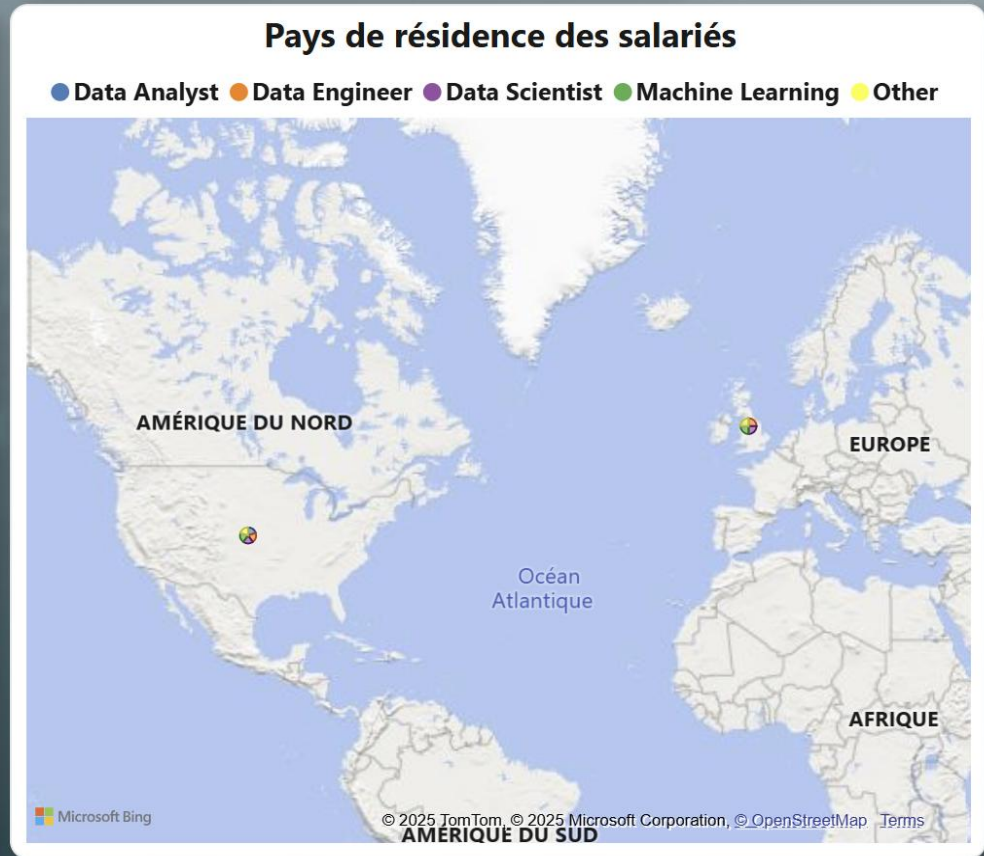 Pays de résidence des salariés
Data Analyst Data Engineer Data Scientist Machine Learning Other
AMÉRIQUE DU NORD
EUROPE
Océan
Atlantique
AFRIQUE
Microsoft Bing
© 2025 TomTom, © 2025 Microsoft Corporation, © OpenStreetMap Terms
AMÉRIQUE DU SUD